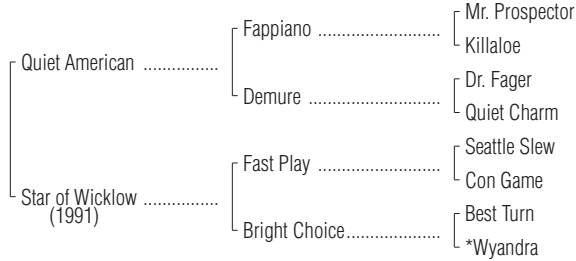 Mr. Prospector
Fappiano ........................................
Killaloe
Quiet American ................
Dr. Fager
Demure ............................................
Quiet Charm
Seattle Slew
Fast Play ........................................
Con Game
Star of Wicklow ................
(1991)
Best Turn
Bright Choice..............................
*Wyandra